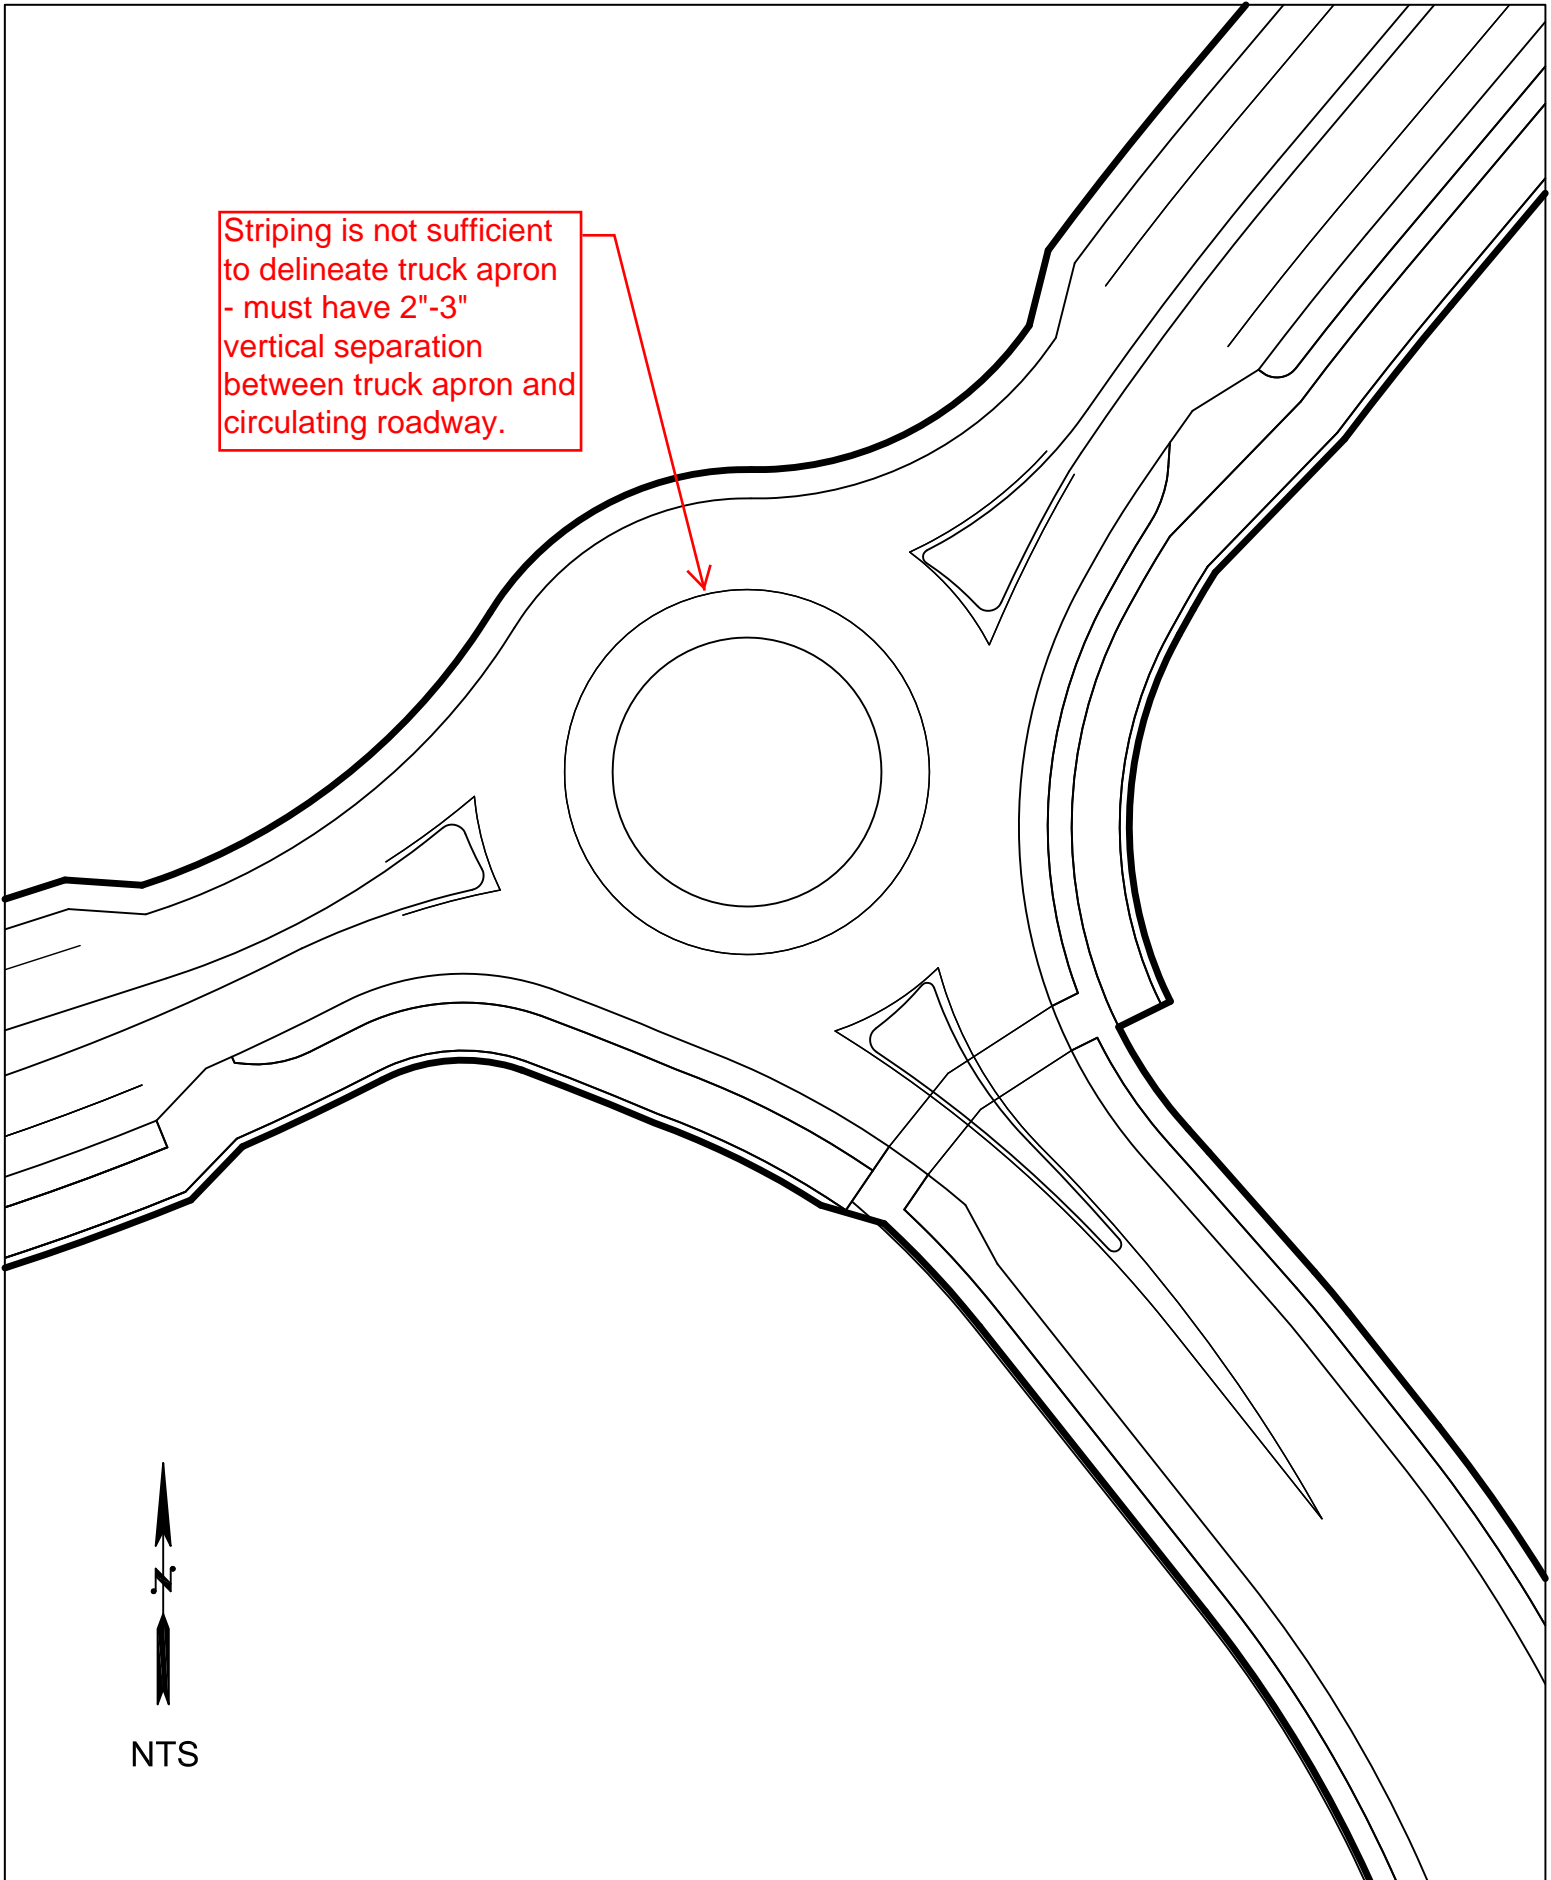 Striping is not sufficient
to delineate truck apron
- must have 2"-3"
vertical separation
between truck apron and
circulating roadway.
N
NTS